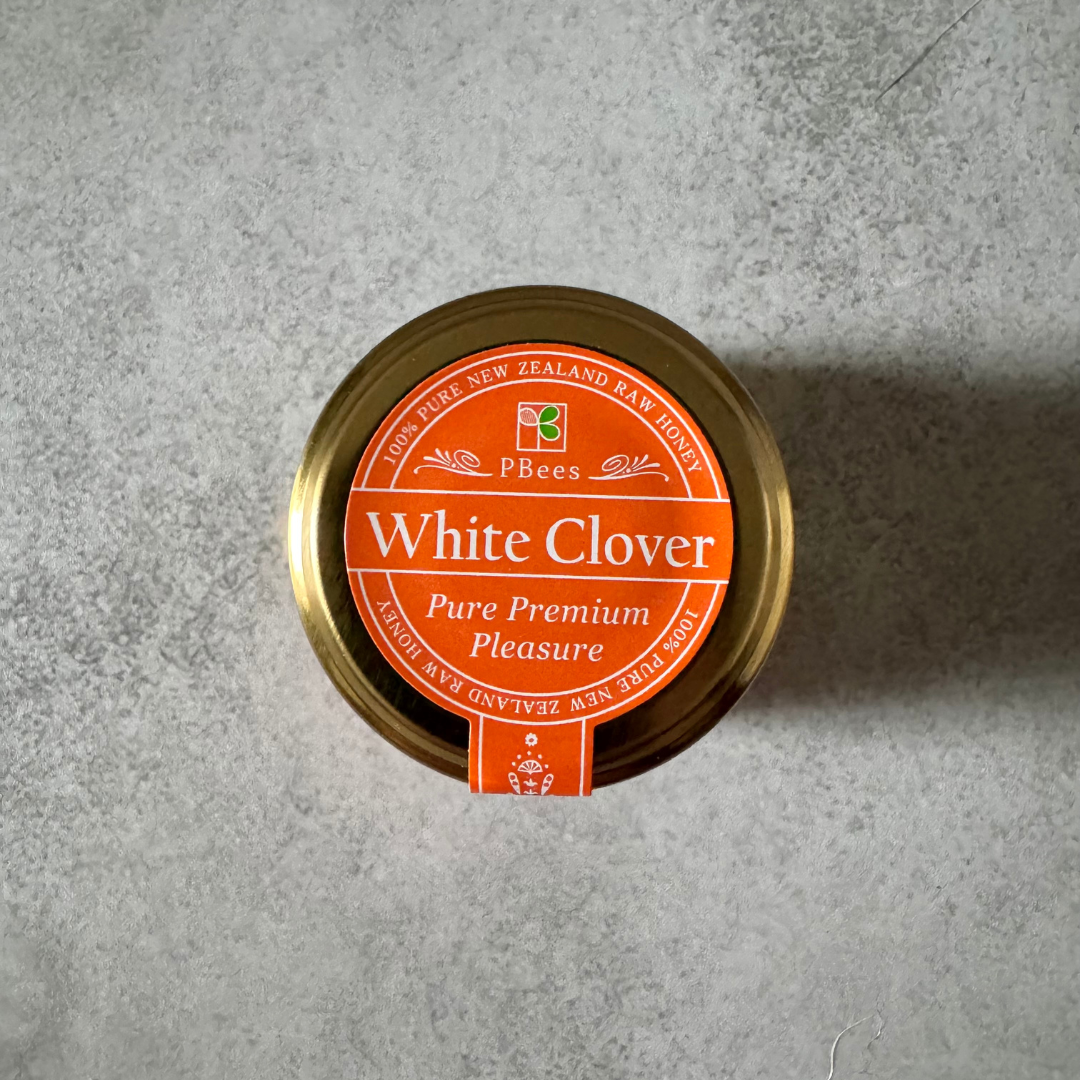 100% PURE NEW ZEALAND RAW HONEY
PBees
White Clover
Pure Premium
Pleasure
100% PURE NEW ZEALAND RAW HONEY